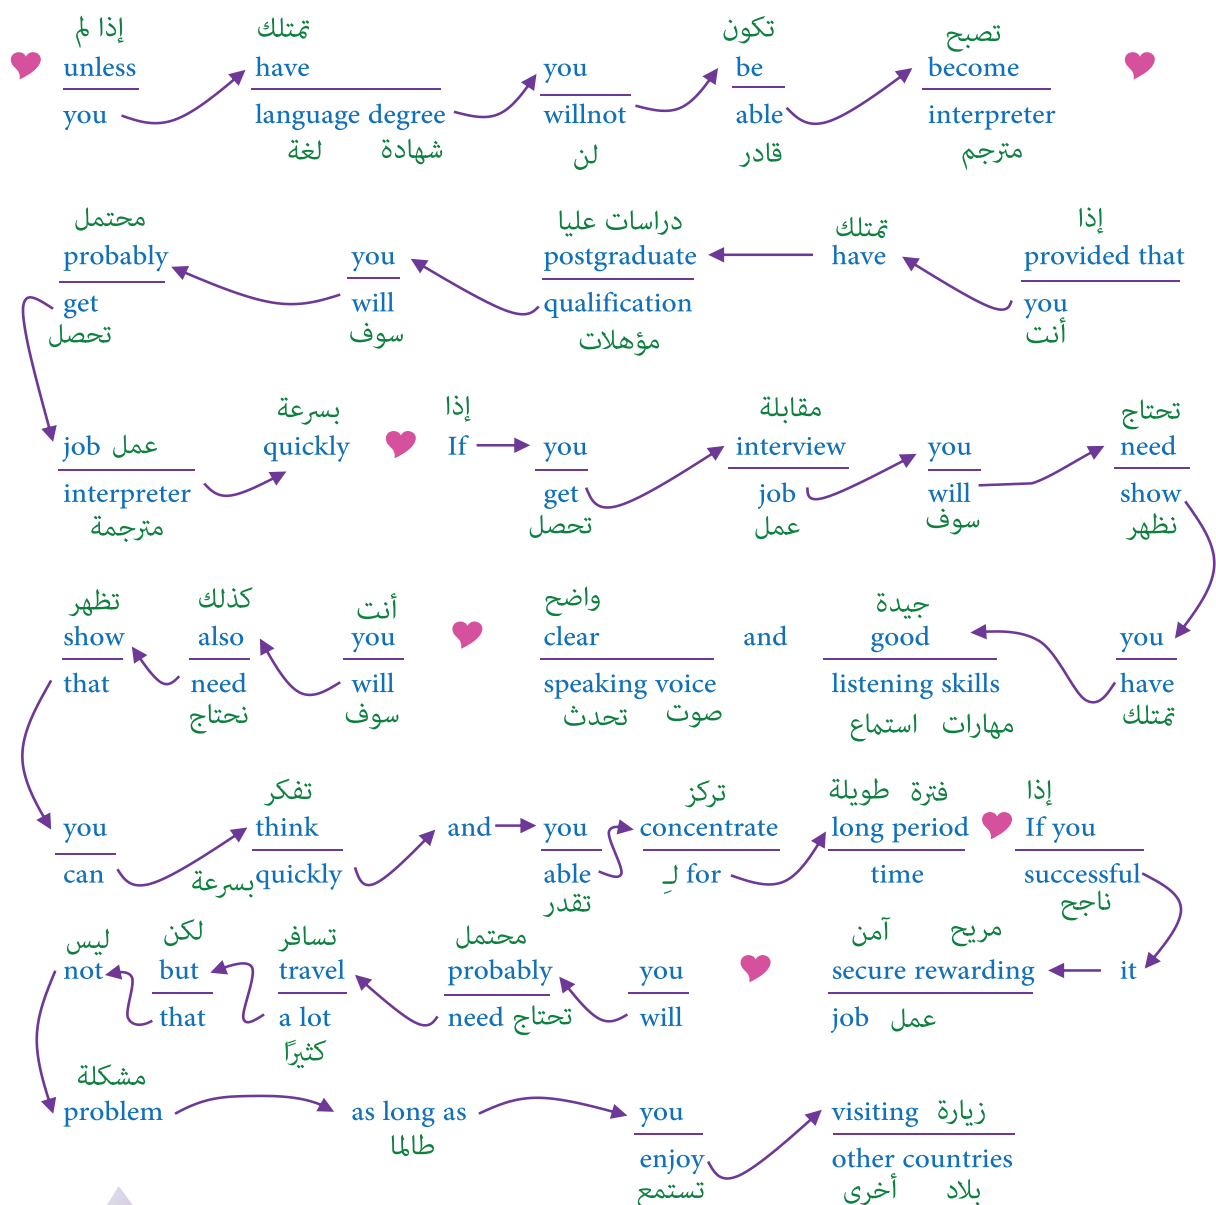 إذا لم تمتلك تكون تصبح
unless have you be become
you language degree willnot able interpreter
لغة شهادة لن قادر مترجم
محتمل دراسات عليا تمتلك إذا
probably you postgraduate have provided that
get will qualification you
تحصل سوف مؤهلات أنت
بسرعة إذا مقابلة تحتاج
job عمل quickly If you interview you need
interpreter get job will show
مترجمة تحصل عمل سوف نظهر
تظهر كذلك أنت واضح جيدة
show also you clear and good you
that need will speaking voice listening skills have
نحتاج سوف تحدث صوت استماع مهارات تمتلك
تفكر تركز طويلة فترة إذا
you think and you concentrate long period If you
can بسرعة quickly able لـِ for time successful
تقدر ناجح
ليس لكن تسافر محتمل آمن مريح
not but travel probably you secure rewarding it
that a lot need تحتاج will job عمل
كثيرًا
مشكلة
problem as long as you visiting زيارة
طالما enjoy other countries
تستمع أخرى بلاد